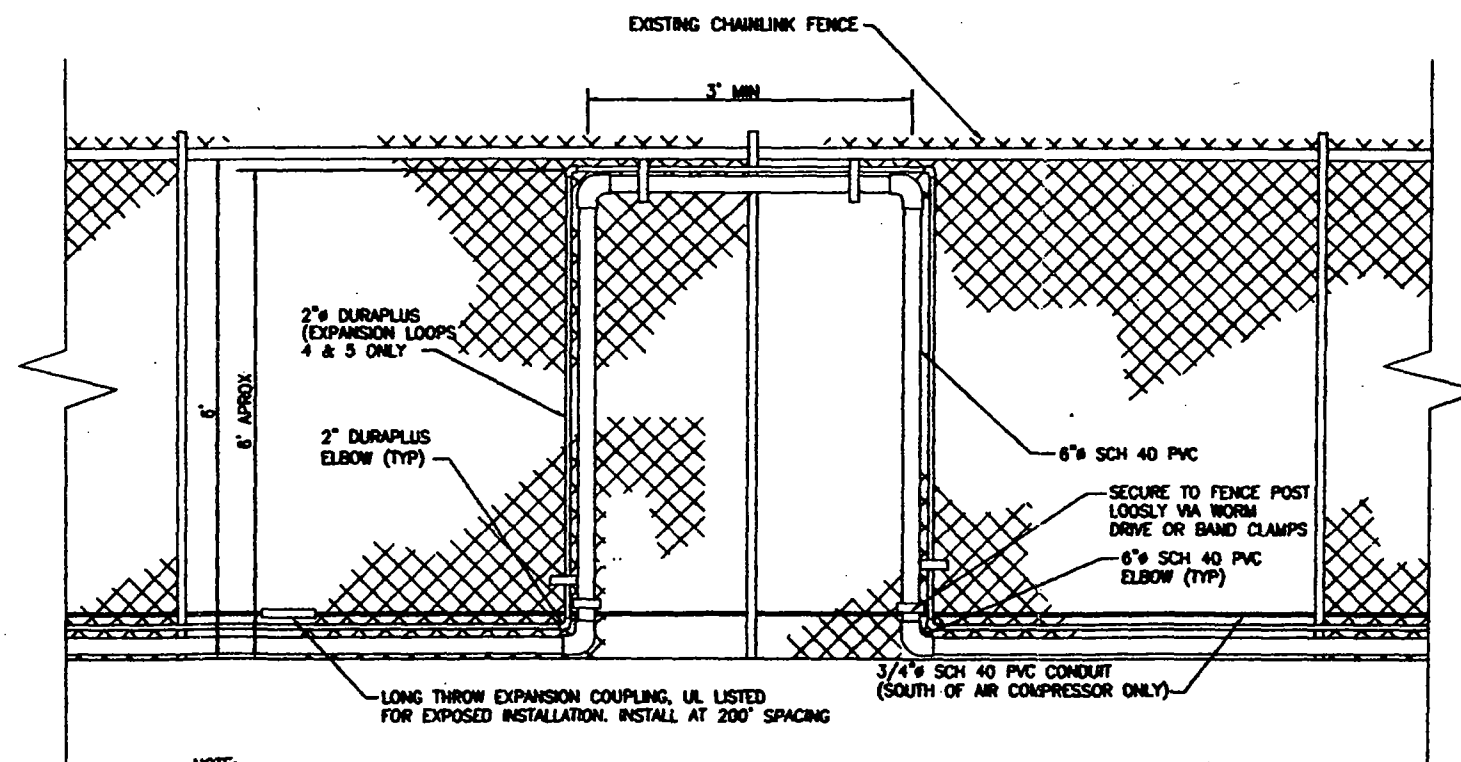 EXISTING CHAINLINK FENCE
3' MIN
2"ø DURAPLUS
(EXPANSION LOOPS
4 & 5 ONLY
6'
6' APROX
2" DURAPLUS
ELBOW (TYP)
6"ø SCH 40 PVC
SECURE TO FENCE POST
LOOSLY VIA WORM
DRIVE OR BAND CLAMPS
6"ø SCH 40 PVC
ELBOW (TYP)
3/4"ø SCH 40 PVC CONDUIT
(SOUTH OF AIR COMPRESSOR ONLY)
LONG THROW EXPANSION COUPLING, UL LISTED
FOR EXPOSED INSTALLATION. INSTALL AT 200' SPACING
NOTE: